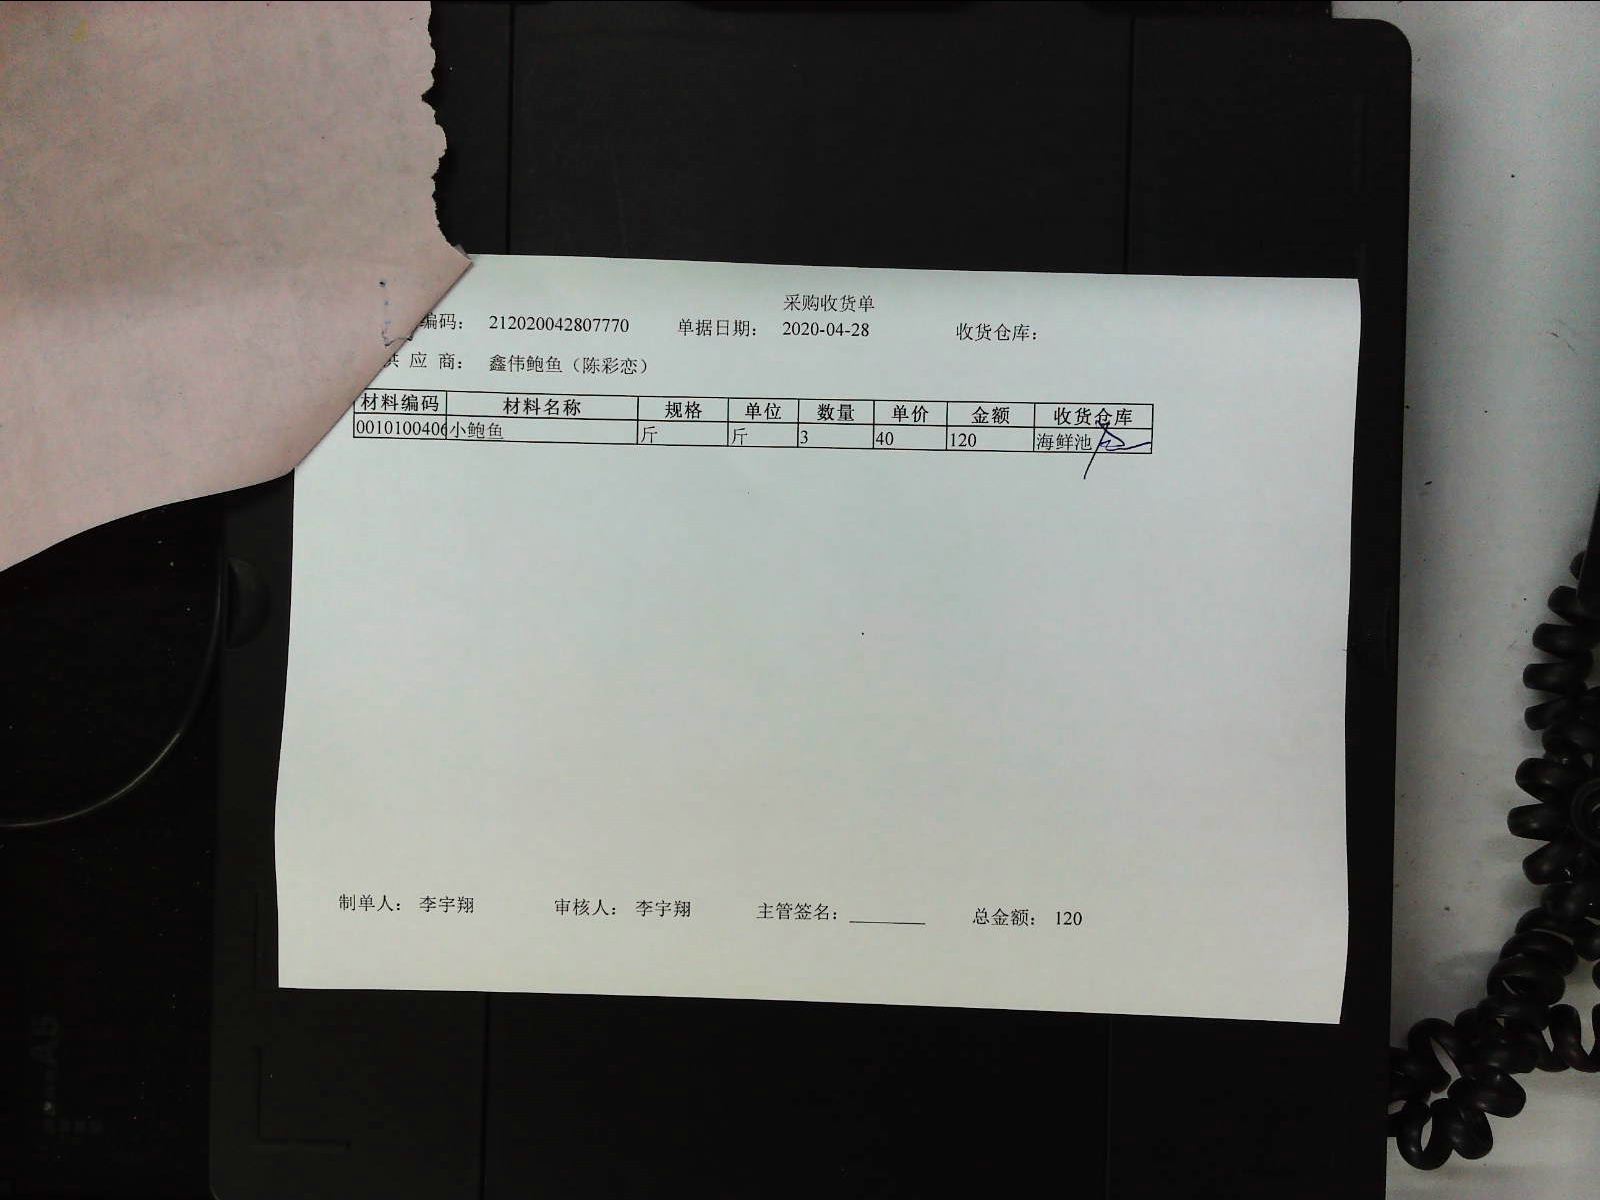 采购收货单
编码： 212020042807770 单据日期： 2020-04-28 收货仓库：
供 应 商： 鑫伟鲍鱼（陈彩恋）
材料编码 材料名称 规格 单位 数量 单价 金额 收货仓库
0010100406 小鲍鱼 斤 斤 3 40 120 海鲜池
制单人： 李宇翔 审核人： 李宇翔 主管签名： 总金额： 120